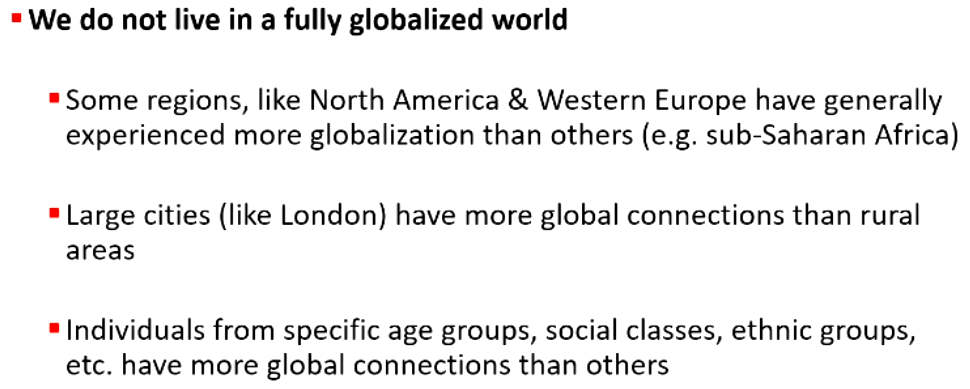 ▪ We do not live in a fully globalized world
▪ Some regions, like North America & Western Europe have generally
experienced more globalization than others (e.g. sub-Saharan Africa)
▪ Large cities (like London) have more global connections than rural
areas
▪ Individuals from specific age groups, social classes, ethnic groups,
etc. have more global connections than others